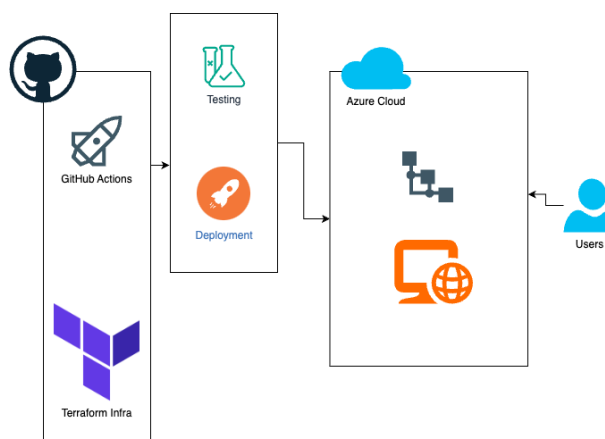 Testing
Azure Cloud
GitHub Actions
Deployment
Users
Terraform Infra